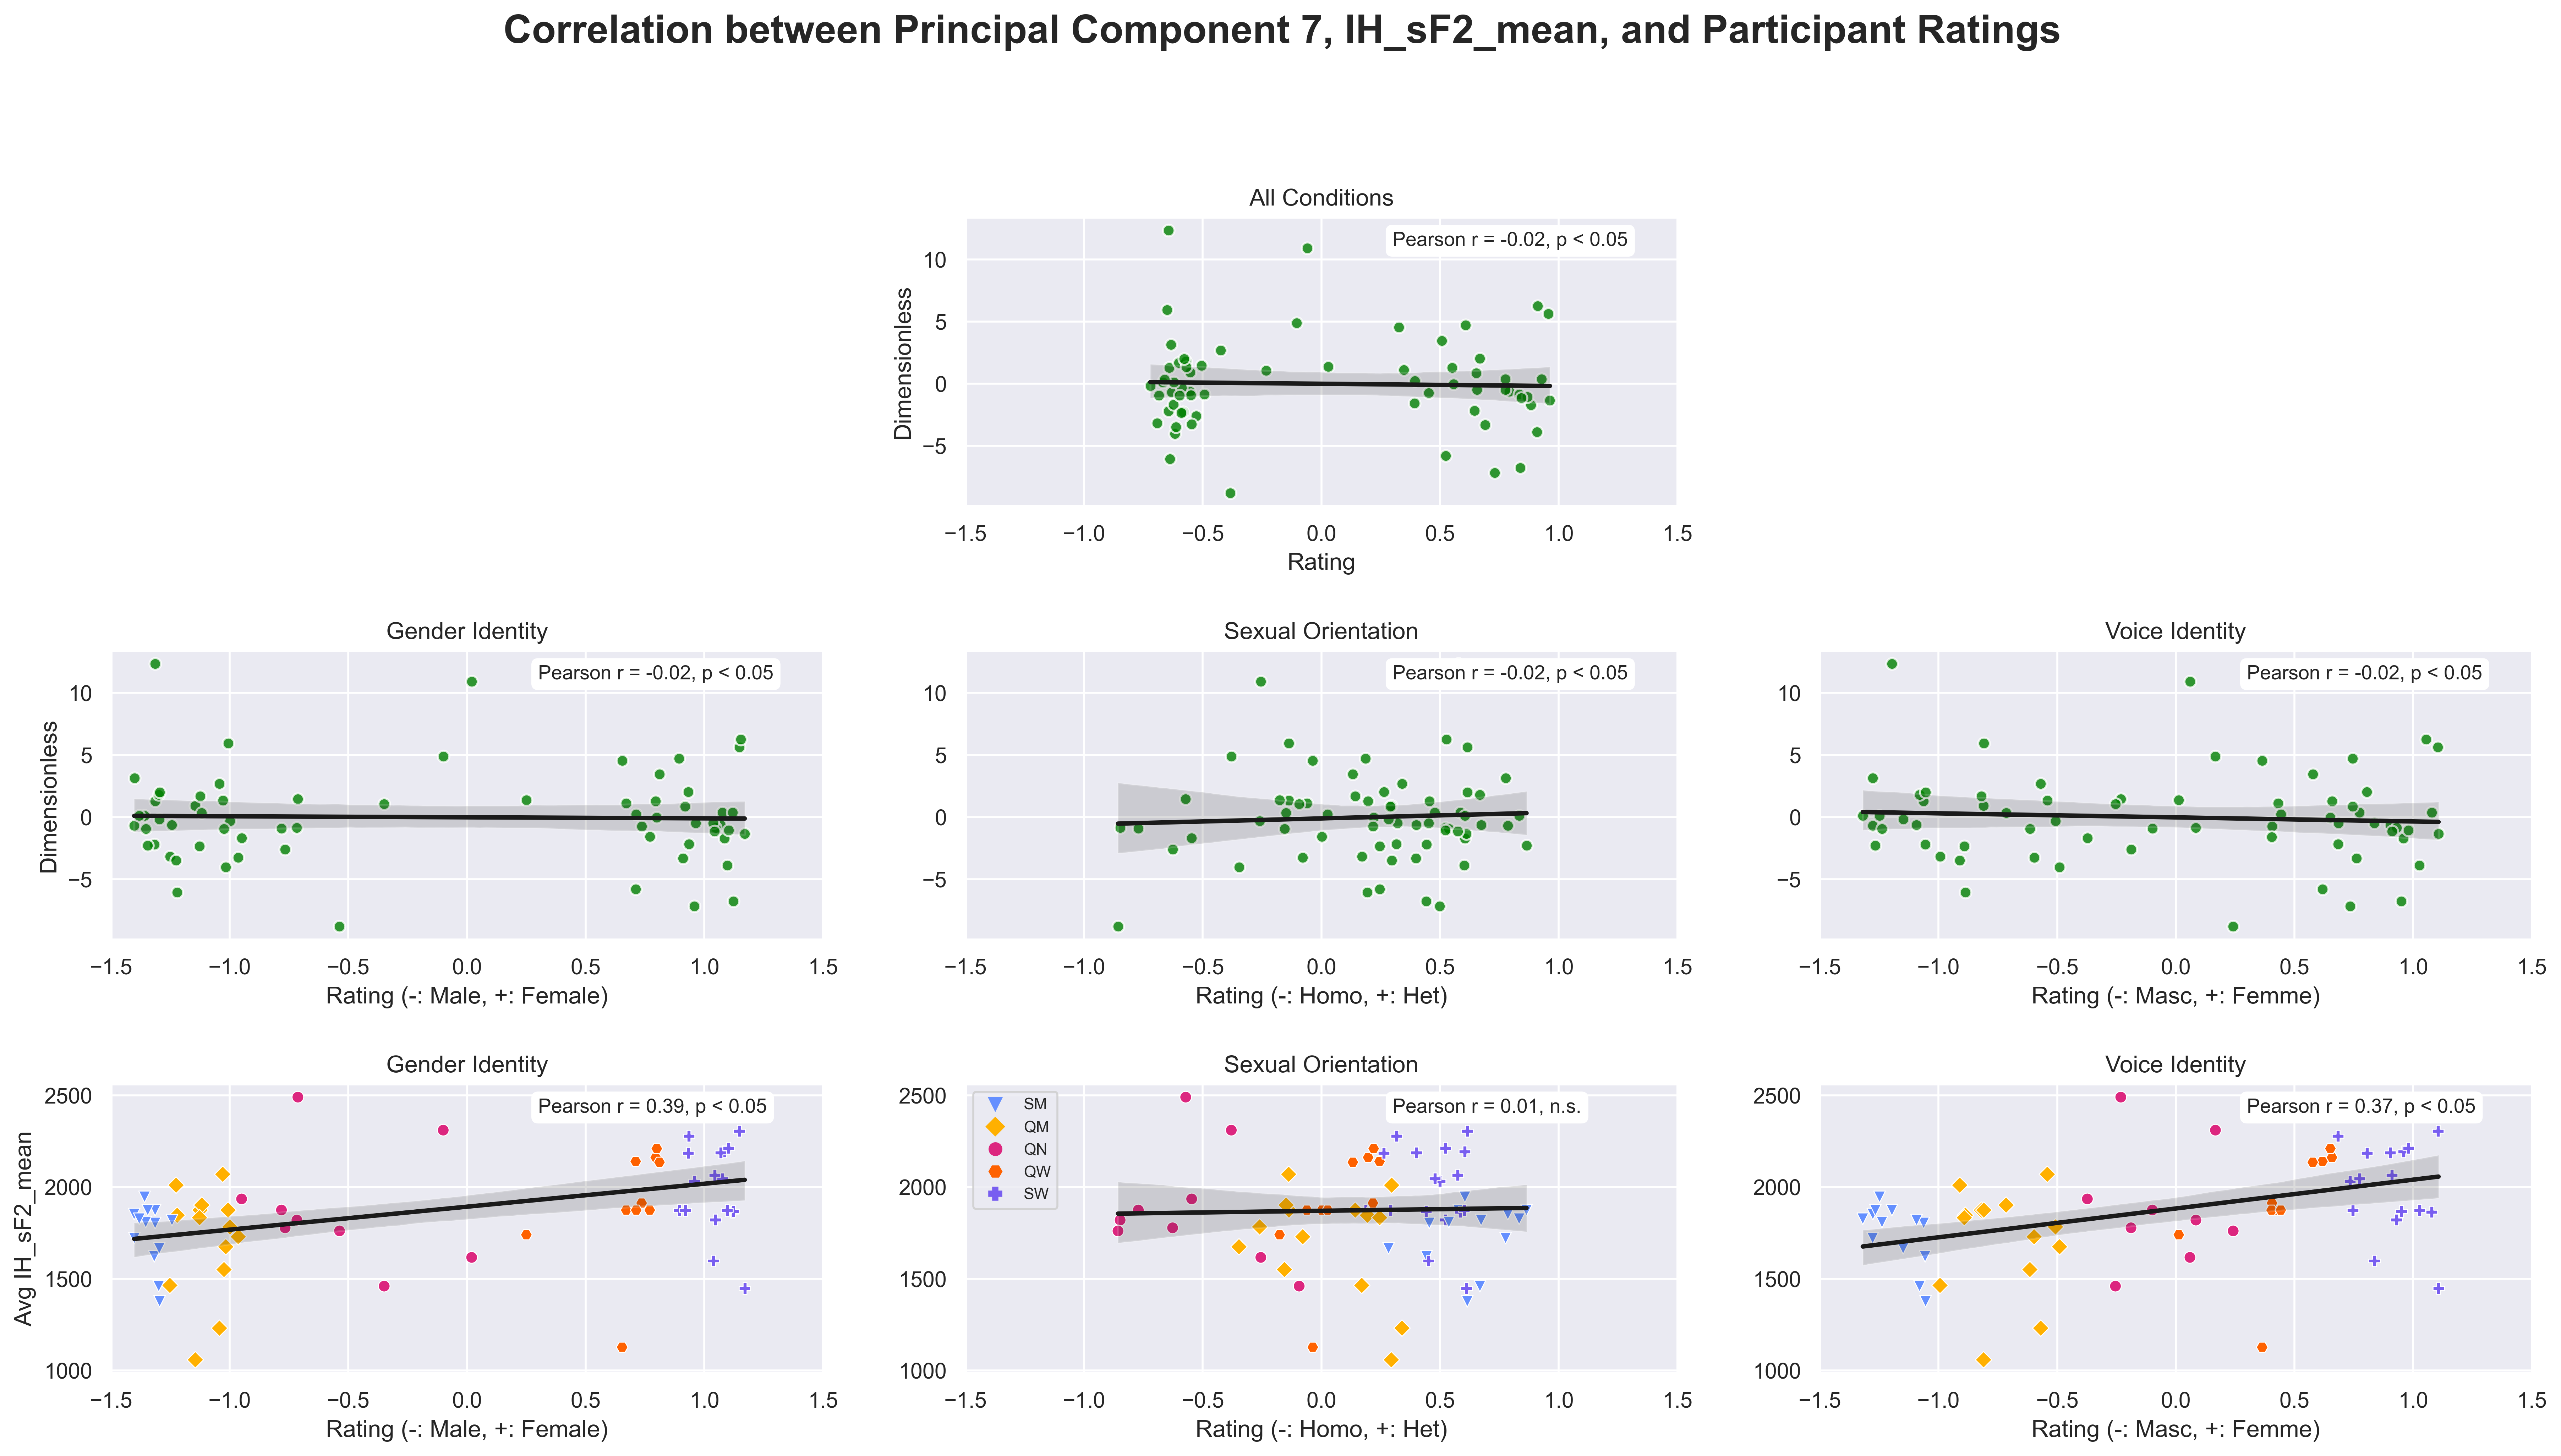 Correlation between Principal Component 7, IH_sF2_mean, and Participant Ratings
All Conditions
Pearson r = -0.02, p < 0.05
Dimensionless
10
5
0
−5
−1.5 −1.0 −0.5 0.0 0.5 1.0 1.5
Rating
Gender Identity
Pearson r = -0.02, p < 0.05
Dimensionless
10
5
0
−5
−1.5 −1.0 −0.5 0.0 0.5 1.0 1.5
Rating (-: Male, +: Female)
Sexual Orientation
Pearson r = -0.02, p < 0.05
10
5
0
−5
−1.5 −1.0 −0.5 0.0 0.5 1.0 1.5
Rating (-: Homo, +: Het)
Voice Identity
Pearson r = -0.02, p < 0.05
10
5
0
−5
−1.5 −1.0 −0.5 0.0 0.5 1.0 1.5
Rating (-: Masc, +: Femme)
Gender Identity
Pearson r = 0.39, p < 0.05
Avg IH_sF2_mean
2500
2000
1500
1000
−1.5 −1.0 −0.5 0.0 0.5 1.0 1.5
Rating (-: Male, +: Female)
Sexual Orientation
Pearson r = 0.01, n.s.
SM
QM
QN
QW
SW
2500
2000
1500
1000
−1.5 −1.0 −0.5 0.0 0.5 1.0 1.5
Rating (-: Homo, +: Het)
Voice Identity
Pearson r = 0.37, p < 0.05
2500
2000
1500
1000
−1.5 −1.0 −0.5 0.0 0.5 1.0 1.5
Rating (-: Masc, +: Femme)